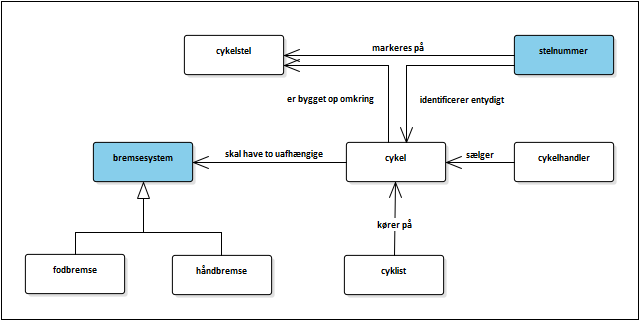 cykelstel
markeres på
stelnummer
er bygget op omkring
identificerer entydigt
bremsesystem
skal have to uafhængige
cykel
sælger
cykelhandler
kører på
fodbremse
håndbremse
cyklist